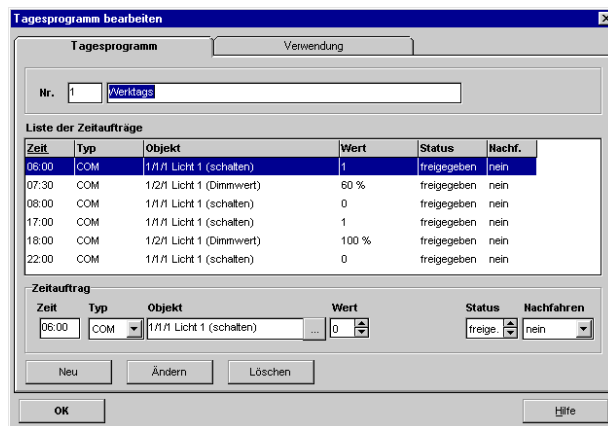 Tagesprogramm bearbeiten
Tagesprogramm Verwendung
Nr. 1 Werktags
Liste der Zeitaufträge
Zeit Typ Objekt Wert Status Nachf.
06:00 COM 1/1/1 Licht 1 (schalten) 1 freigegeben nein
07:30 COM 1/2/1 Licht 1 (Dimmwert) 60 % freigegeben nein
08:00 COM 1/1/1 Licht 1 (schalten) 0 freigegeben nein
17:00 COM 1/1/1 Licht 1 (schalten) 1 freigegeben nein
18:00 COM 1/2/1 Licht 1 (Dimmwert) 100 % freigegeben nein
22:00 COM 1/1/1 Licht 1 (schalten) 0 freigegeben nein
Zeitauftrag
Zeit Typ Objekt Wert Status Nachfahren
06:00 COM 1/1/1 Licht 1 (schalten) ... 0 freige. nein
Neu Ändern Löschen
OK Hilfe